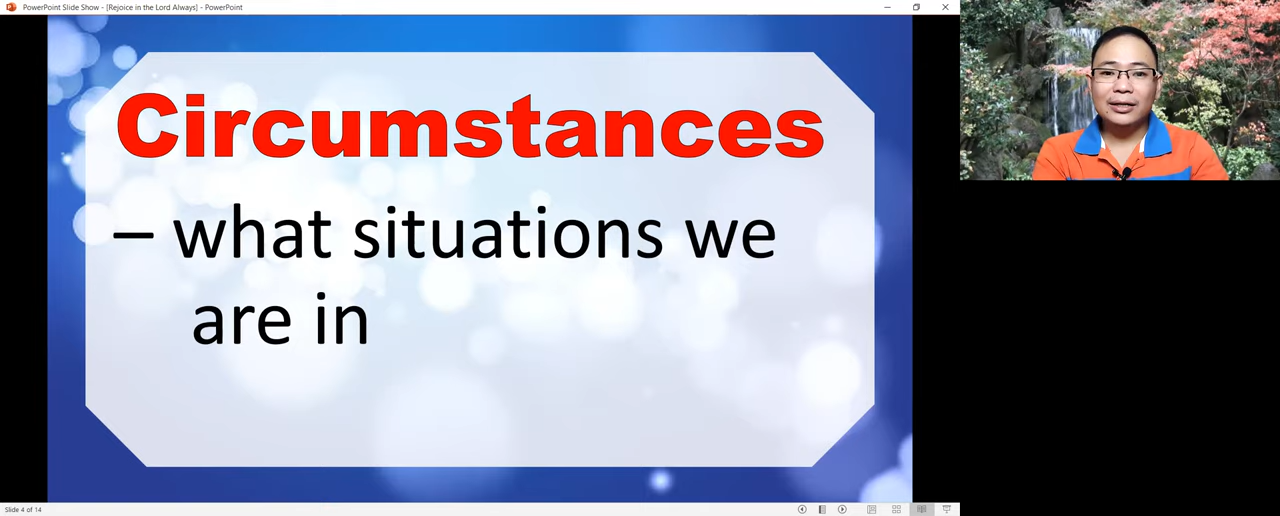 PowerPoint Slide Show - [Rejoice in the Lord Always] - PowerPoint
Circumstances
– what situations we
are in
Slide 4 of 14